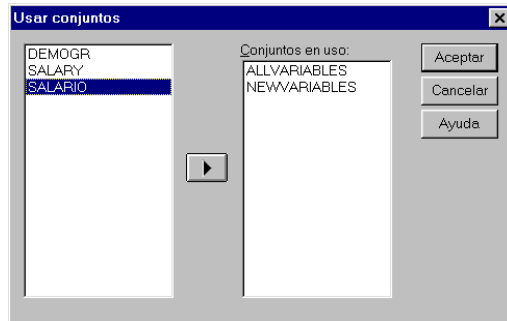 Usar conjuntos
DEMOGR
SALARY
SALARIO
Conjuntos en uso:
ALLVARIABLES
NEWVARIABLES
Aceptar
Cancelar
Ayuda